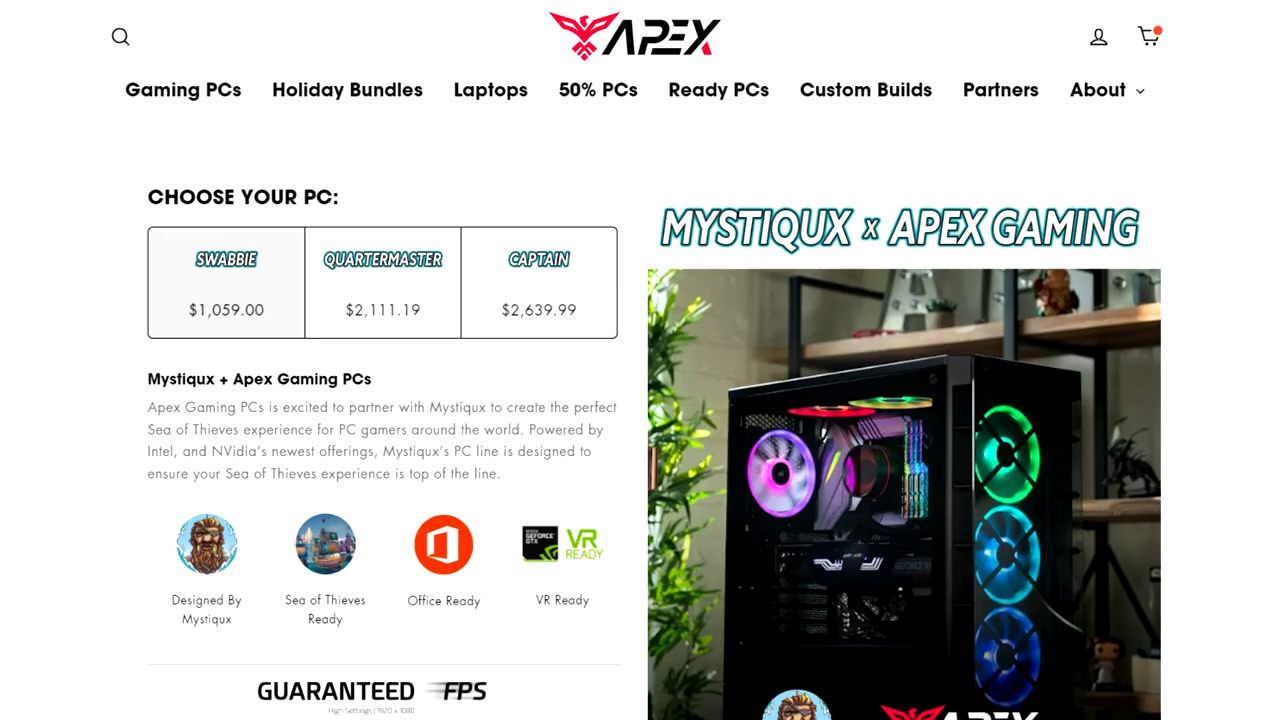 APEX
Gaming PCs Holiday Bundles Laptops 50% PCs Ready PCs Custom Builds Partners About
CHOOSE YOUR PC:
SWABBIE QUARTERMASTER CAPTAIN
$1,059.00 $2,111.19 $2,639.99
Mystiqux + Apex Gaming PCs
Apex Gaming PCs is excited to partner with Mystiqux to create the perfect
Sea of Thieves experience for PC gamers around the world. Powered by
Intel, and NVidia’s newest offerings, Mystiqux’s PC line is designed to
ensure your Sea of Thieves experience is top of the line.
GEFORCE
GTX
VR
READY
Designed By
Mystiqux
Sea of Thieves
Ready
Office Ready
VR Ready
GUARANTEED FPS
High Settings | 1920 x 1080
MYSTIQUX x APEX GAMING
APEX